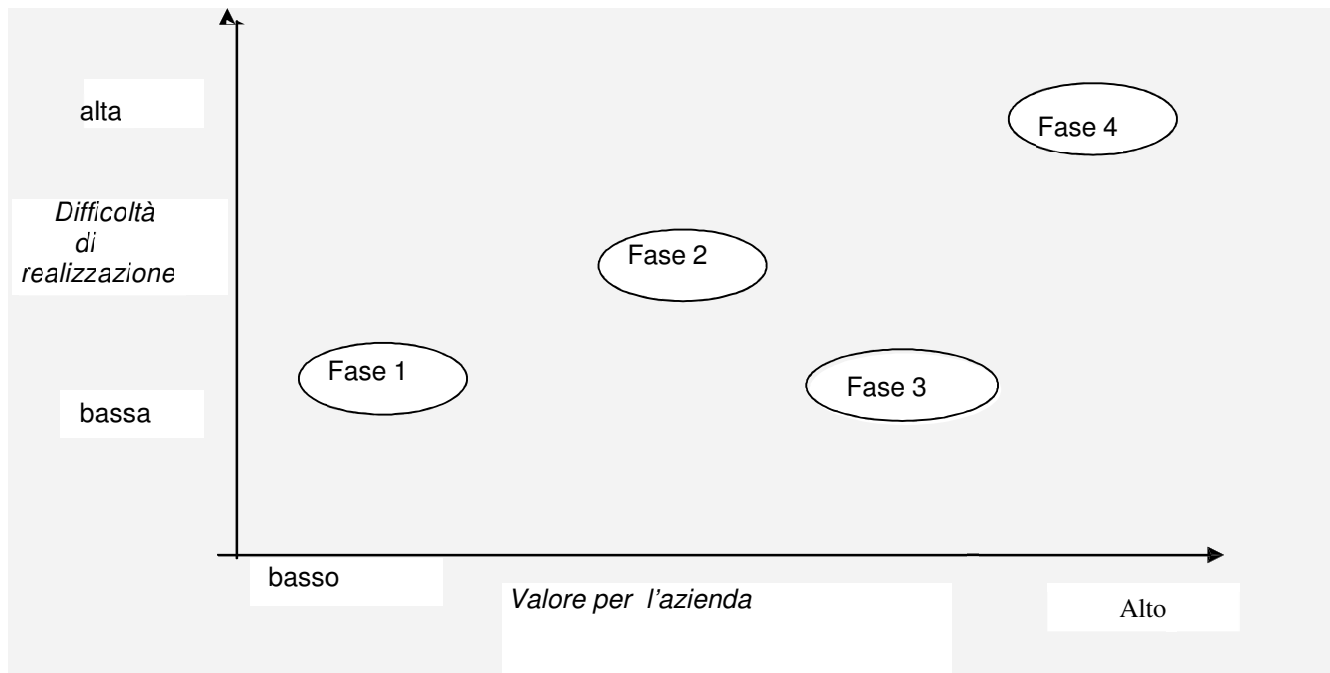 alta
Fase 4
Difficoltà
di
realizzazione
Fase 2
Fase 1
Fase 3
bassa
basso
Valore per l'azienda
Alto